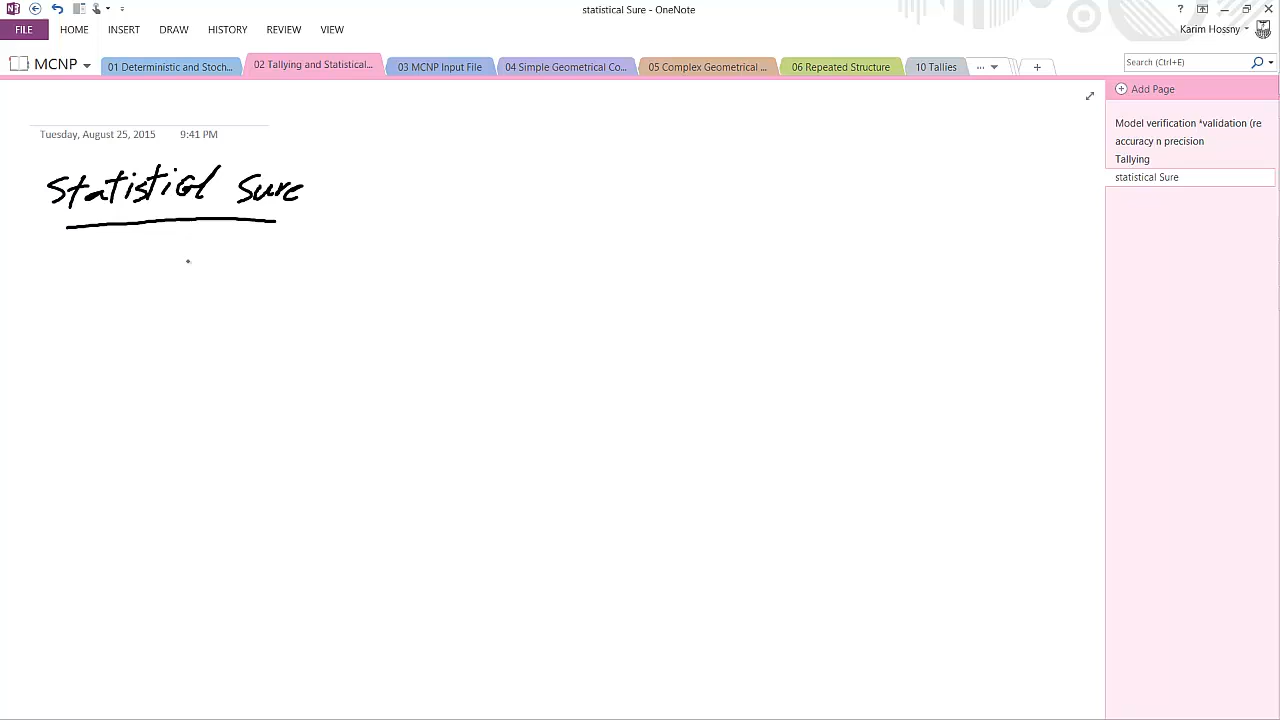 statistical Sure - OneNote
?
FILE
HOME
INSERT
DRAW
HISTORY
REVIEW
VIEW
Karim Hossny
MCNP
01 Deterministic and Stoch...
02 Tallying and Statistical...
03 MCNP Input File
04 Simple Geometrical Co...
05 Complex Geometrical ...
06 Repeated Structure
10 Tallies
...
Search (Ctrl+E)
Add Page
Tuesday, August 25, 2015
9:41 PM
Model verification *validation (re
accuracy n precision
Tallying
statistical Sure
Statistical Sure